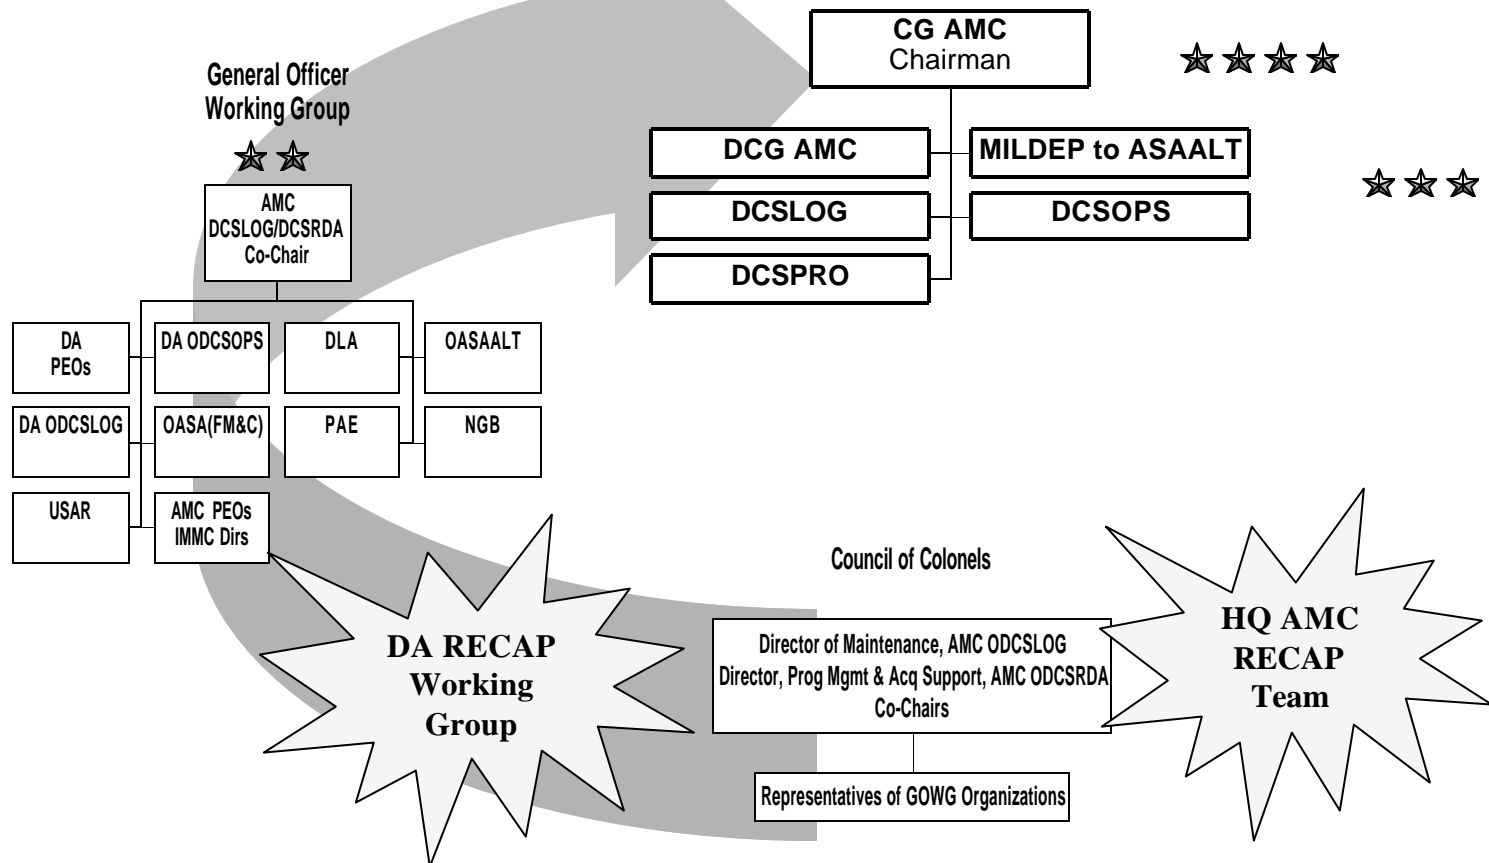 CG AMC
Chairman
General Officer
Working Group
DCG AMC
MILDEP to ASAALT
DCSLOG
DCSOPS
DCSPRO
AMC
DCSLOG/DCSRDA
Co-Chair
DA
PEOs
DA ODCSOPS
DLA
OASAALT
DA ODCSLOG
OASA(FM&C)
PAE
NGB
USAR
AMC PEOs
IMMC Dirs
DA RECAP
Working
Group
Council of Colonels
Director of Maintenance, AMC ODCSLOG
Director, Prog Mgmt & Acq Support, AMC ODCSRDA
Co-Chairs
Representatives of GOWG Organizations
HQ AMC
RECAP
Team